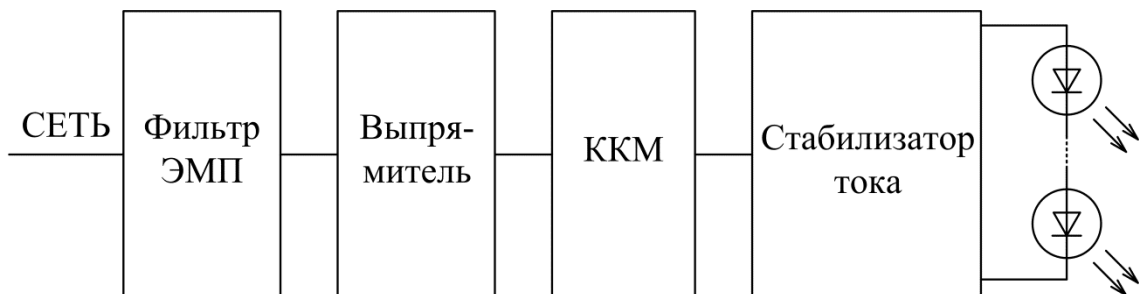 СЕТЬ
Фильтр
ЭМП
Выпря-
митель
ККМ
Стабилизатор
тока